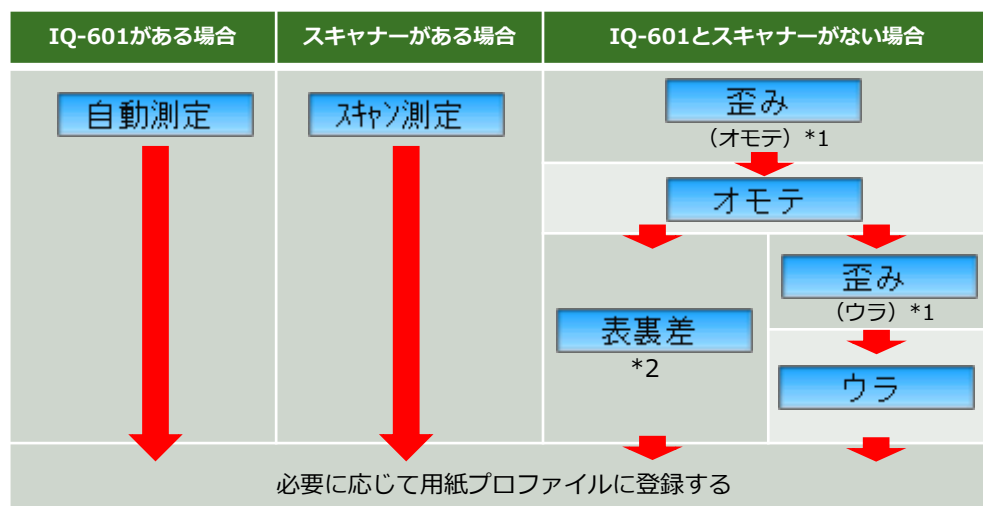 IQ-601がある場合
スキャナーがある場合
IQ-601とスキャナーがない場合
自動測定
ｽｷｬﾝ測定
歪み
（オモテ）*1
オモテ
表裏差
*2
歪み
（ウラ）*1
ウラ
必要に応じて用紙プロファイルに登録する